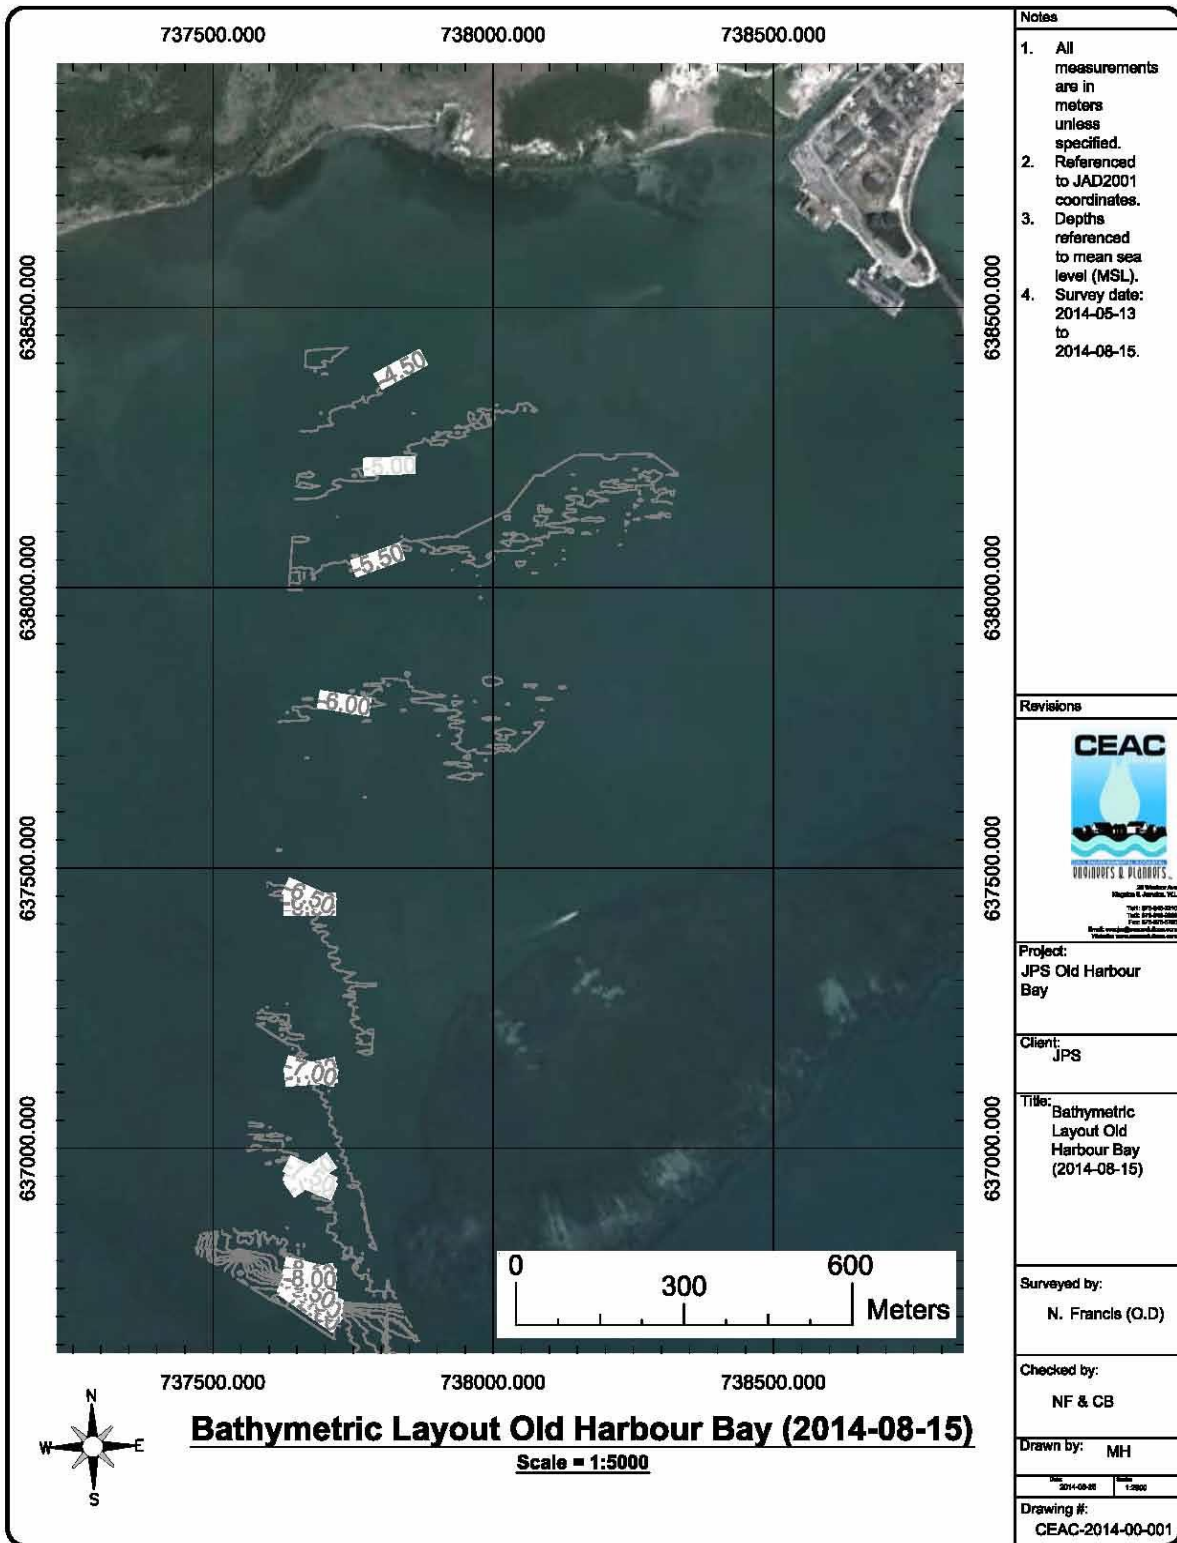 737500.000
738000.000
738500.000
638500.000
638500.000
638000.000
638000.000
637500.000
637500.000
637000.000
637000.000
-4.50
-5.00
-5.50
-6.00
-6.50
-7.00
-8.00
0
300
600
Meters
737500.000
738000.000
738500.000
N
W
E
S
Bathymetric Layout Old Harbour Bay (2014-08-15)
Scale = 1:5000
Notes
1. All
measurements
are in
meters
unless
specified.
2. Referenced
to JAD2001
coordinates.
3. Depths
referenced
to mean sea
level (MSL).
4. Survey date:
2014-05-13
to
2014-08-15.
Revisions
CEAC
ENGINEERS & PLANNERS
Project:
JPS Old Harbour
Bay
Client:
JPS
Title:
Bathymetric
Layout Old
Harbour Bay
(2014-08-15)
Surveyed by:
N. Francis (O.D)
Checked by:
NF & CB
Drawn by: MH
Drawing #:
CEAC-2014-00-001